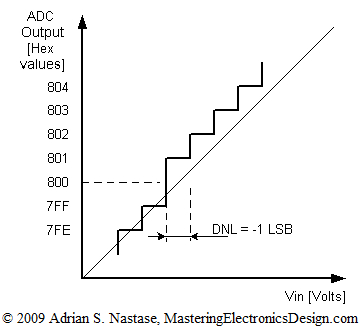 ADC
Output
[Hex
values]
804
803
802
801
800
7FF
7FE
DNL = -1 LSB
Vin [Volts]
© 2009 Adrian S. Nastase, MasteringElectronicsDesign.com